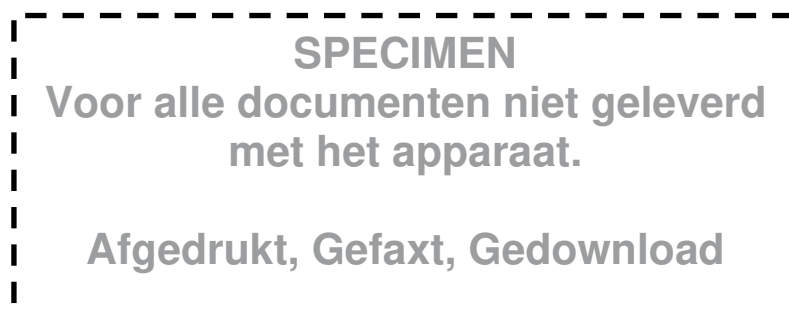 SPECIMEN
Voor alle documenten niet geleverd
met het apparaat.
Afgedrukt, Gefaxt, Gedownload